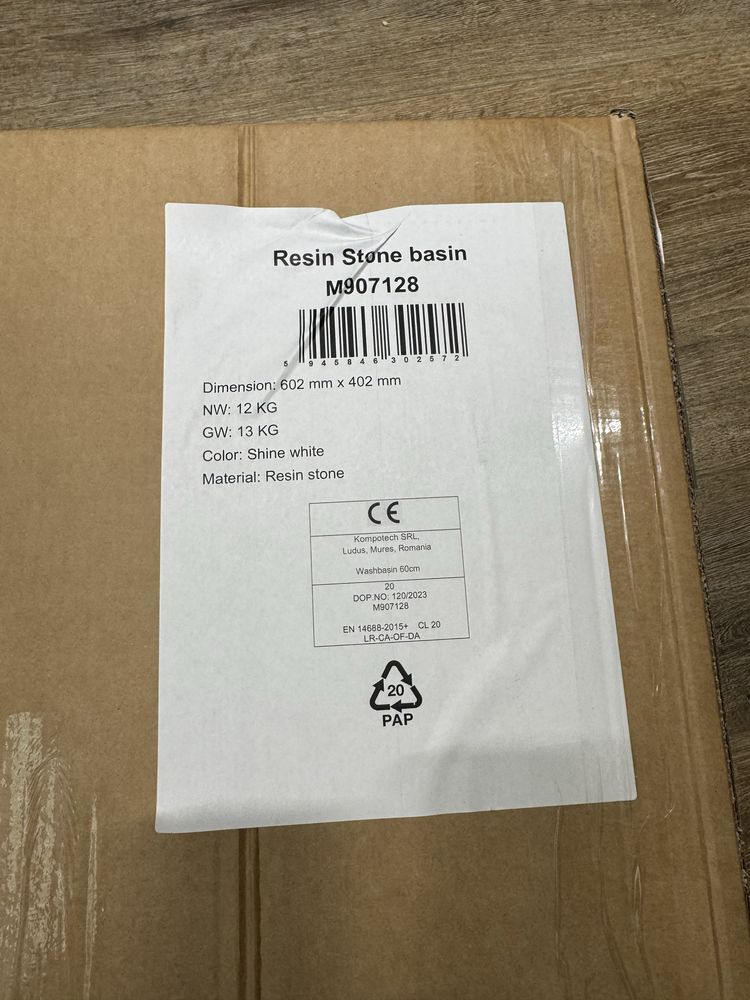 Resin Stone basin
M907128
5 945846 302572
Dimension: 602 mm x 402 mm
NW: 12 KG
GW: 13 KG
Color: Shine white
Material: Resin stone
CE
Kompotech SRL,
Ludus, Mures, Romania
Washbasin 60cm
20
DOP.NO: 120/2023
M907128
EN 14688-2015+ CL 20
LR-CA-OF-DA
20
PAP